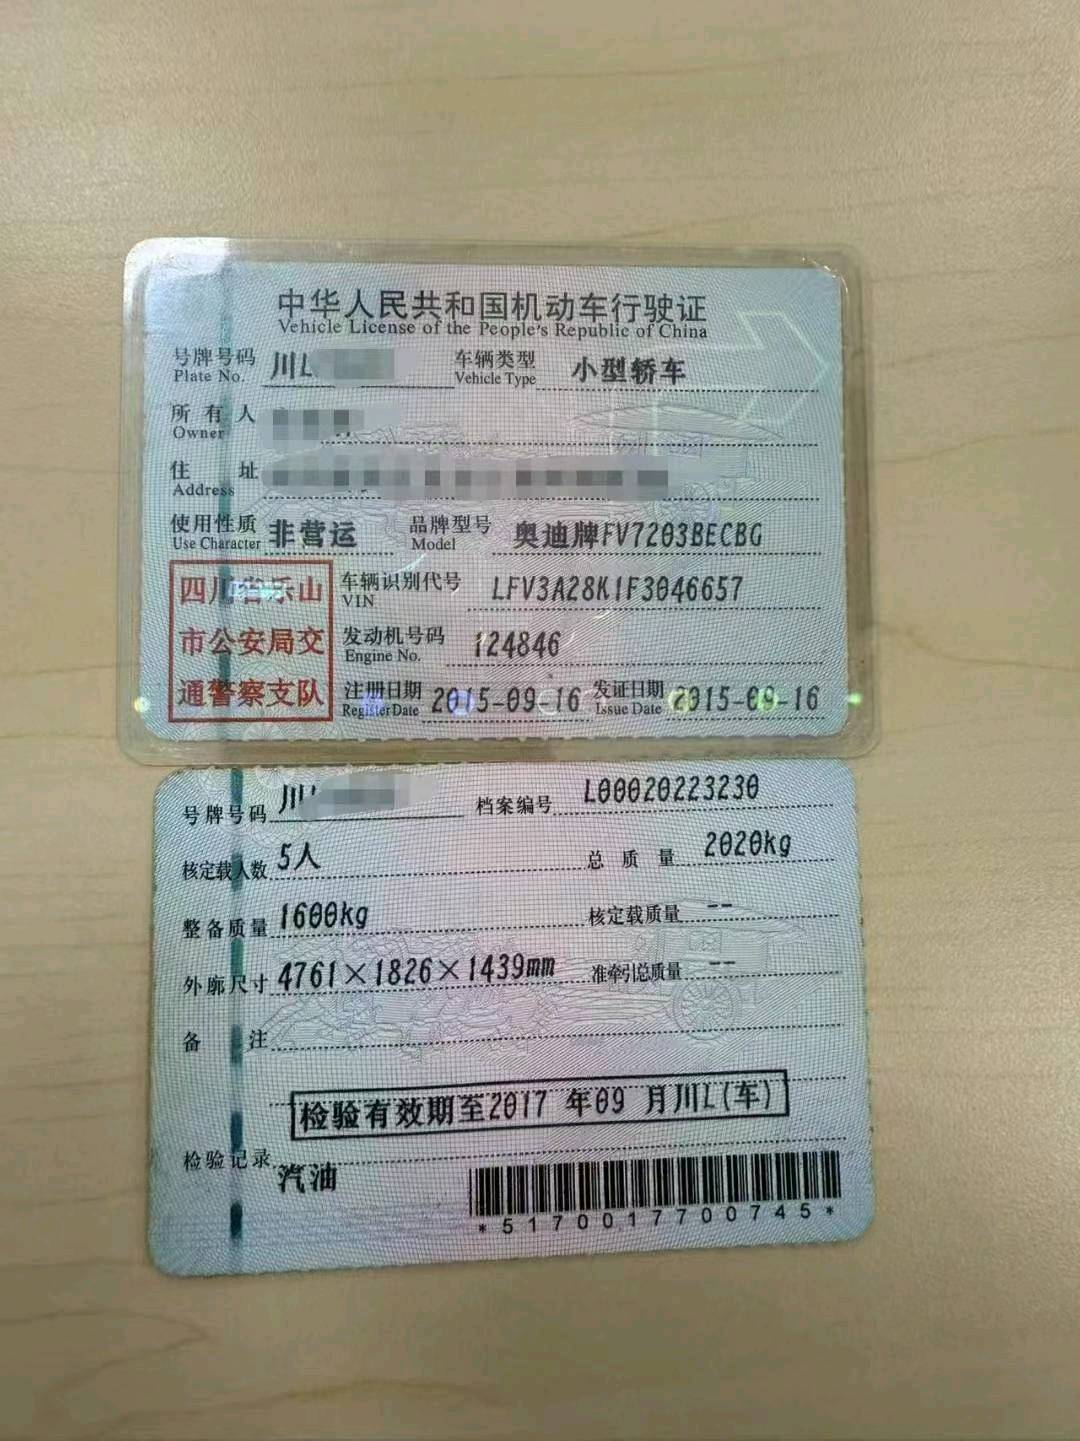 中华人民共和国机动车行驶证
Vehicle License of the People's Republic of China
号牌号码 川L 车辆类型 小型轿车
Plate No. Vehicle Type
所有人
Owner
住址
Address
使用性质 非营运 品牌型号 奥迪牌FV7203BECBG
Use Character Model
四川省乐山
市公安局交
通警察支队
车辆识别代号 LFV3A28K1F3046657
VIN
发动机号码 124846
Engine No.
注册日期 2015-09-16 发证日期 2015-09-16
Register Date Issue Date
号牌号码 川L 档案编号 L00020223230
核定载人数 5人 总质量 2020kg
整备质量 1600kg 核定载质量 --
外廓尺寸 4761×1826×1439mm 准牵引总质量 --
备注
检验有效期至2017年09月川L(车)
检验记录
汽油
*5170017700745*